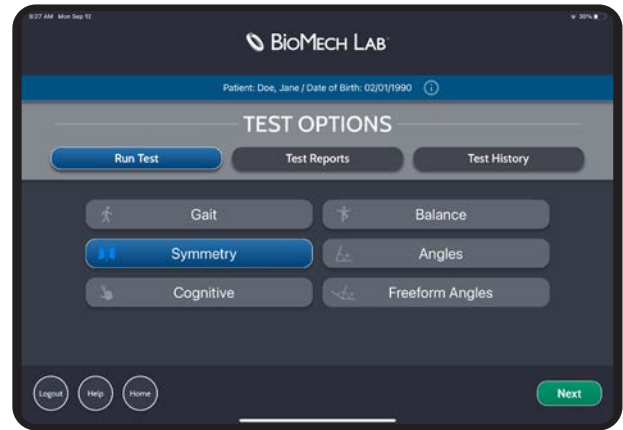 8:27 AM Mon Sep 12
30%
BIOMECH LAB
Patient: Doe, Jane / Date of Birth: 02/01/1990
TEST OPTIONS
Run Test
Test Reports
Test History
Gait
Balance
Symmetry
Angles
Cognitive
Freeform Angles
Logout
Help
Home
Next